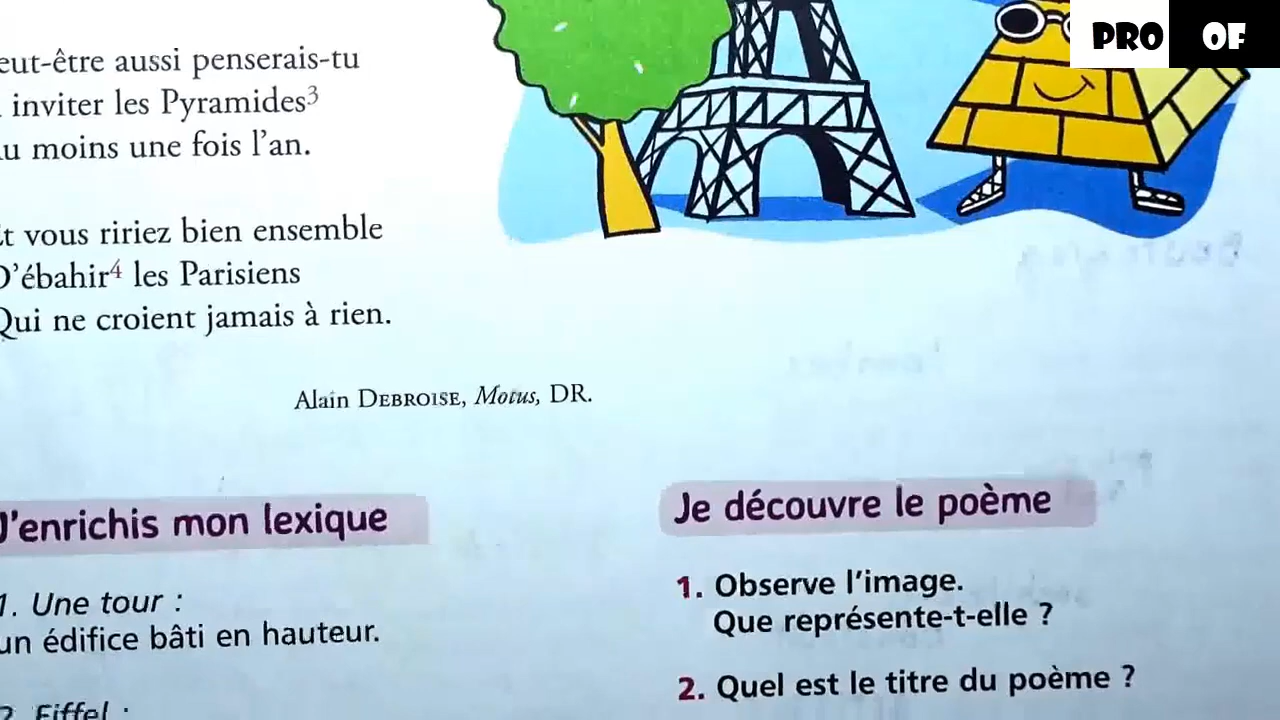 PRO OF
eut-être aussi penserais-tu
inviter les Pyramides³
u moins une fois l'an.
t vous ririez bien ensemble
D'ébahir⁴ les Parisiens
Qui ne croient jamais à rien.
Alain DEBROISE, Motus, DR.
J'enrichis mon lexique
1. Une tour :
un édifice bâti en hauteur.
2. Eiffel :
Je découvre le poème
1. Observe l'image.
Que représente-t-elle ?
2. Quel est le titre du poème ?